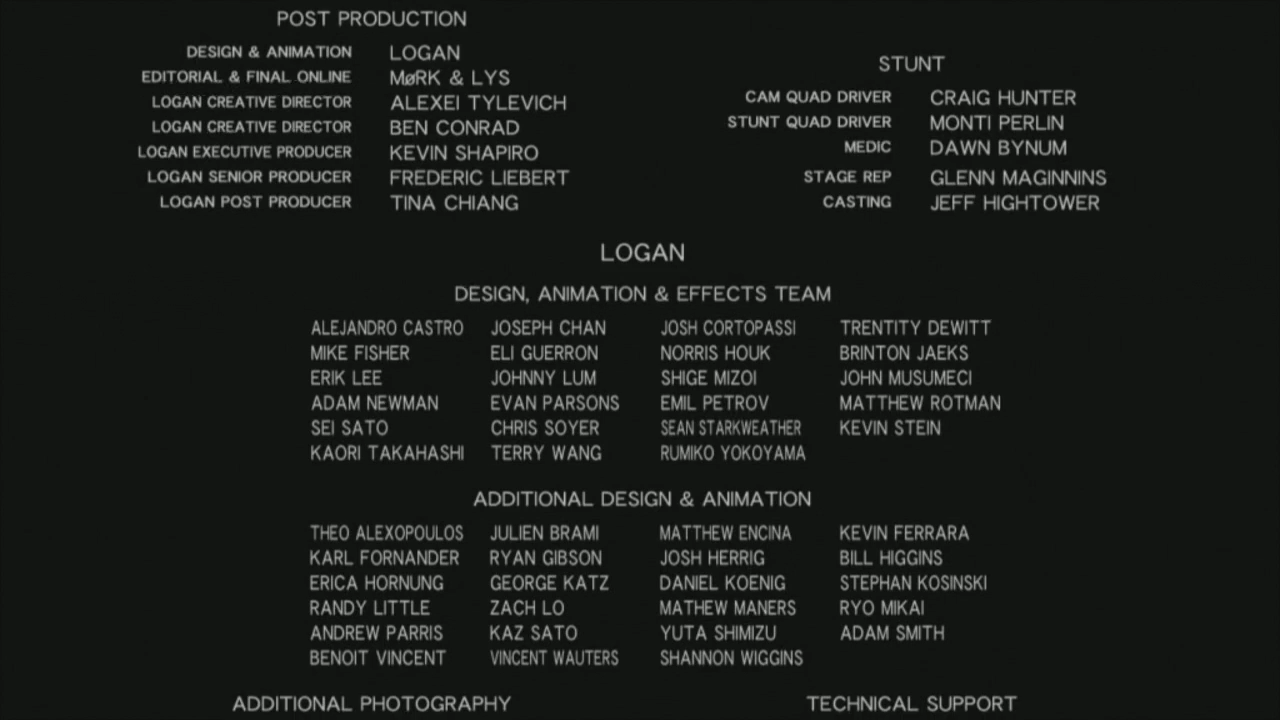 POST PRODUCTION
DESIGN & ANIMATION LOGAN
EDITORIAL & FINAL ONLINE MøRK & LYS
LOGAN CREATIVE DIRECTOR ALEXEI TYLEVICH
LOGAN CREATIVE DIRECTOR BEN CONRAD
LOGAN EXECUTIVE PRODUCER KEVIN SHAPIRO
LOGAN SENIOR PRODUCER FREDERIC LIEBERT
LOGAN POST PRODUCER TINA CHIANG
STUNT
CAM QUAD DRIVER CRAIG HUNTER
STUNT QUAD DRIVER MONTI PERLIN
MEDIC DAWN BYNUM
STAGE REP GLENN MAGINNINS
CASTING JEFF HIGHTOWER
LOGAN
DESIGN, ANIMATION & EFFECTS TEAM
ALEJANDRO CASTRO JOSEPH CHAN JOSH CORTOPASSI TRENTITY DEWITT
MIKE FISHER ELI GUERRON NORRIS HOUK BRINTON JAEKS
ERIK LEE JOHNNY LUM SHIGE MIZOI JOHN MUSUMECI
ADAM NEWMAN EVAN PARSONS EMIL PETROV MATTHEW ROTMAN
SEI SATO CHRIS SOYER SEAN STARKWEATHER KEVIN STEIN
KAORI TAKAHASHI TERRY WANG RUMIKO YOKOYAMA
ADDITIONAL DESIGN & ANIMATION
THEO ALEXOPOULOS JULIEN BRAMI MATTHEW ENCINA KEVIN FERRARA
KARL FORNANDER RYAN GIBSON JOSH HERRIG BILL HIGGINS
ERICA HORNUNG GEORGE KATZ DANIEL KOENIG STEPHAN KOSINSKI
RANDY LITTLE ZACH LO MATHEW MANERS RYO MIKAI
ANDREW PARRIS KAZ SATO YUTA SHIMIZU ADAM SMITH
BENOIT VINCENT VINCENT WAUTERS SHANNON WIGGINS
ADDITIONAL PHOTOGRAPHY TECHNICAL SUPPORT